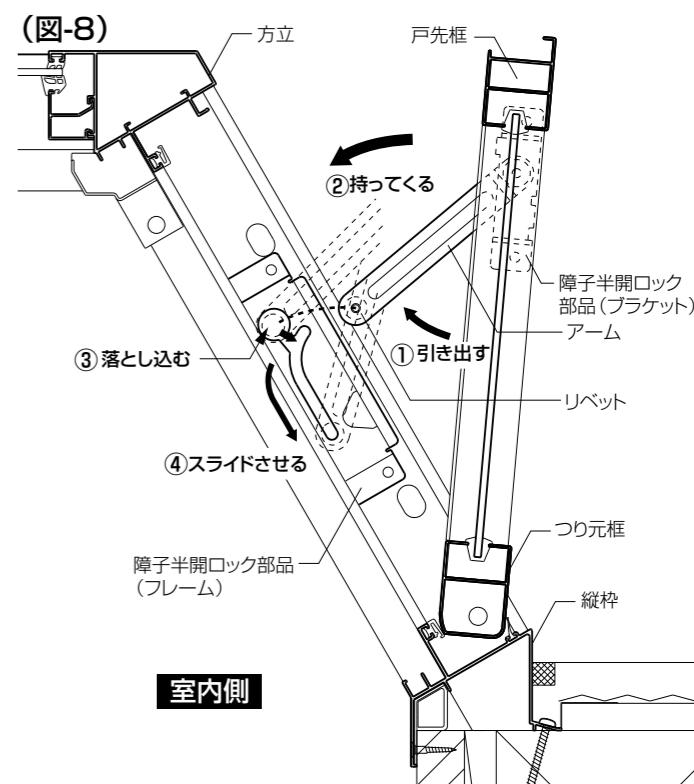 (図-8)
方立
戸先框
②持ってくる
障子半開ロック
部品(ブラケット)
アーム
①引き出す
③落とし込む
リベット
④スライドさせる
つり元框
障子半開ロック部品
(フレーム)
縦枠
室内側